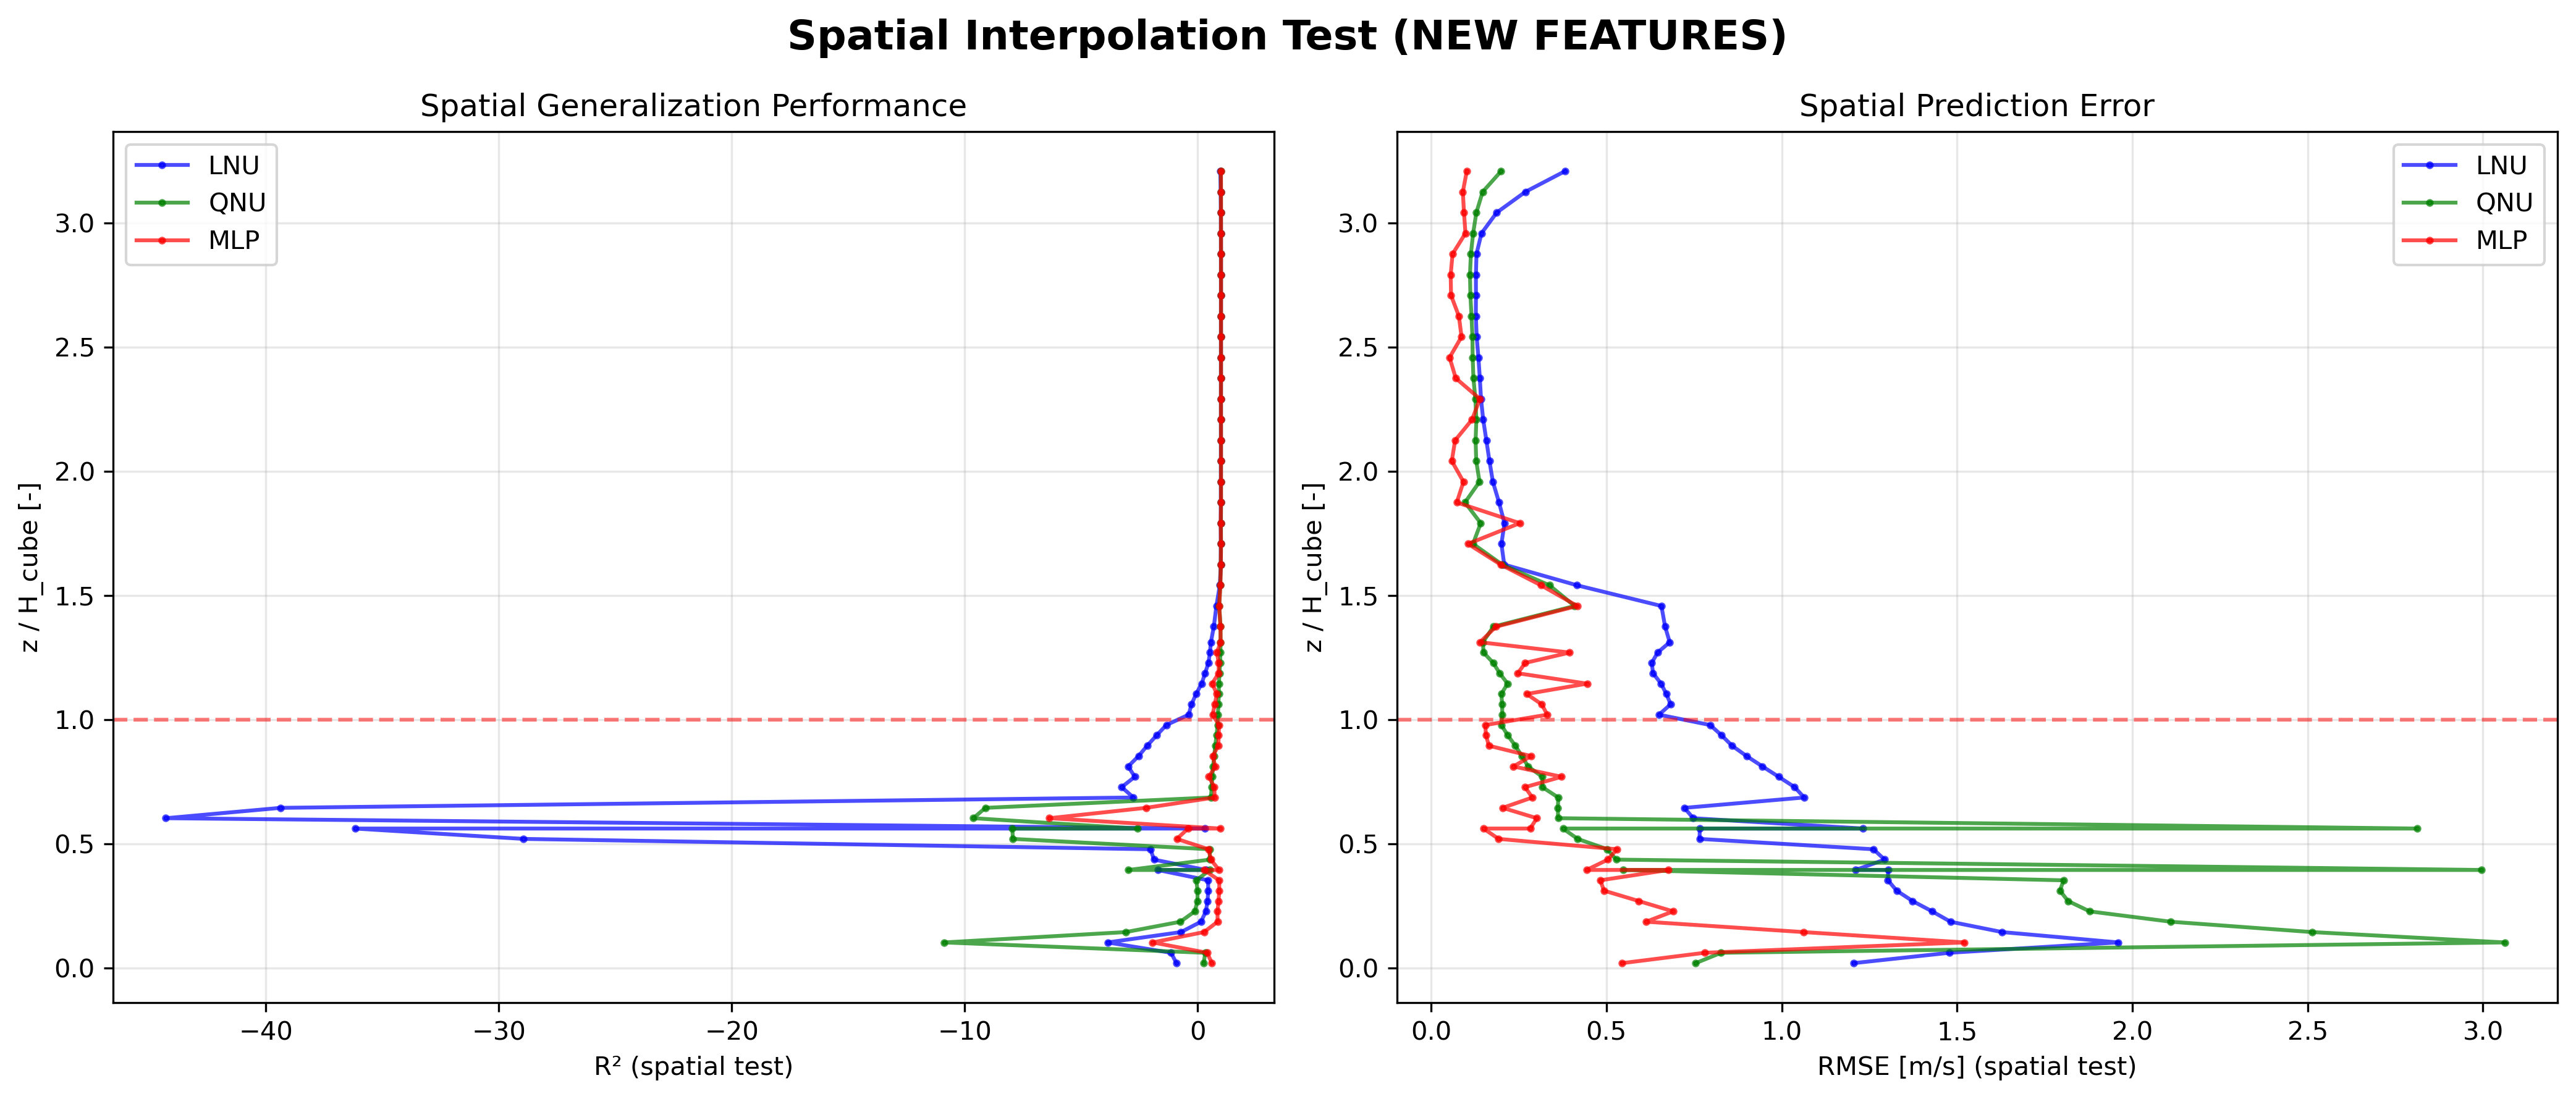 Spatial Interpolation Test (NEW FEATURES)
Spatial Generalization Performance
LNU
QNU
MLP
3.0
2.5
2.0
1.5
1.0
0.5
0.0
z / H_cube [-]
−40
−30
−20
−10
0
R² (spatial test)
Spatial Prediction Error
LNU
QNU
MLP
3.0
2.5
2.0
1.5
1.0
0.5
0.0
z / H_cube [-]
0.0
0.5
1.0
1.5
2.0
2.5
3.0
RMSE [m/s] (spatial test)